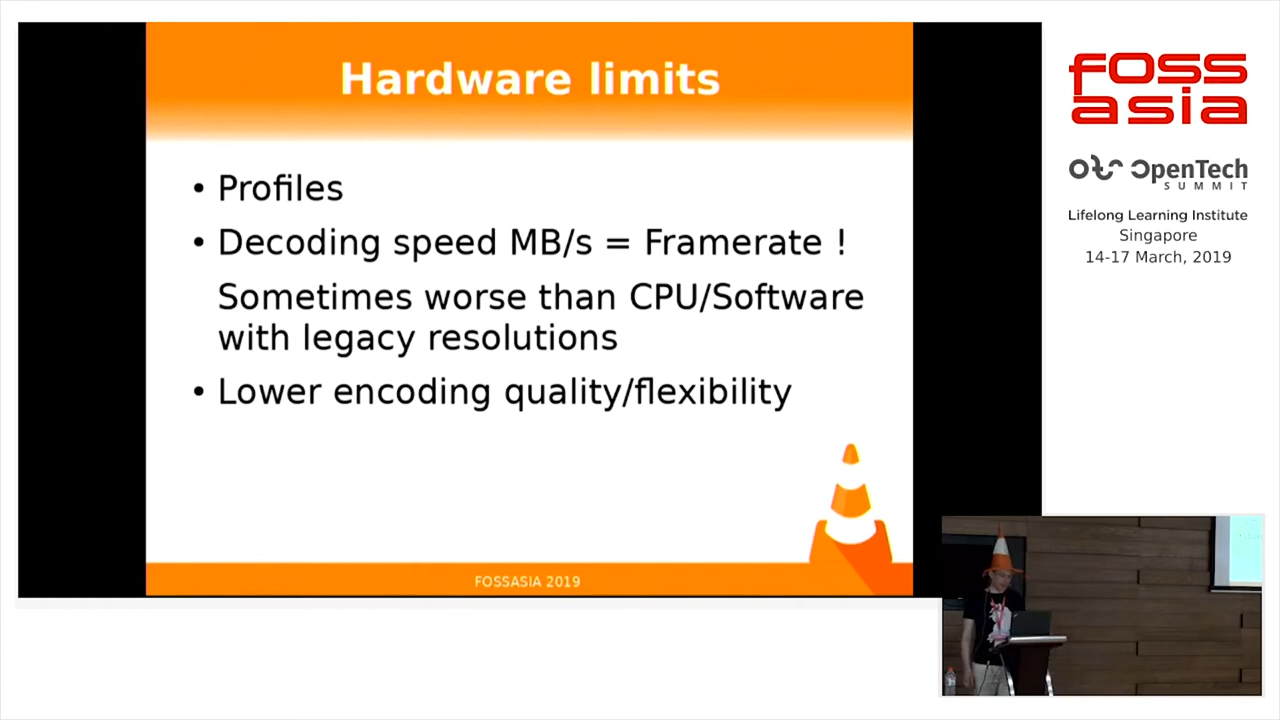 Hardware limits
• Profiles
• Decoding speed MB/s = Framerate !
Sometimes worse than CPU/Software
with legacy resolutions
• Lower encoding quality/flexibility
FOSSASIA 2019
FOSS
ASIA
OpenTech
SUMMIT
Lifelong Learning Institute
Singapore
14-17 March, 2019